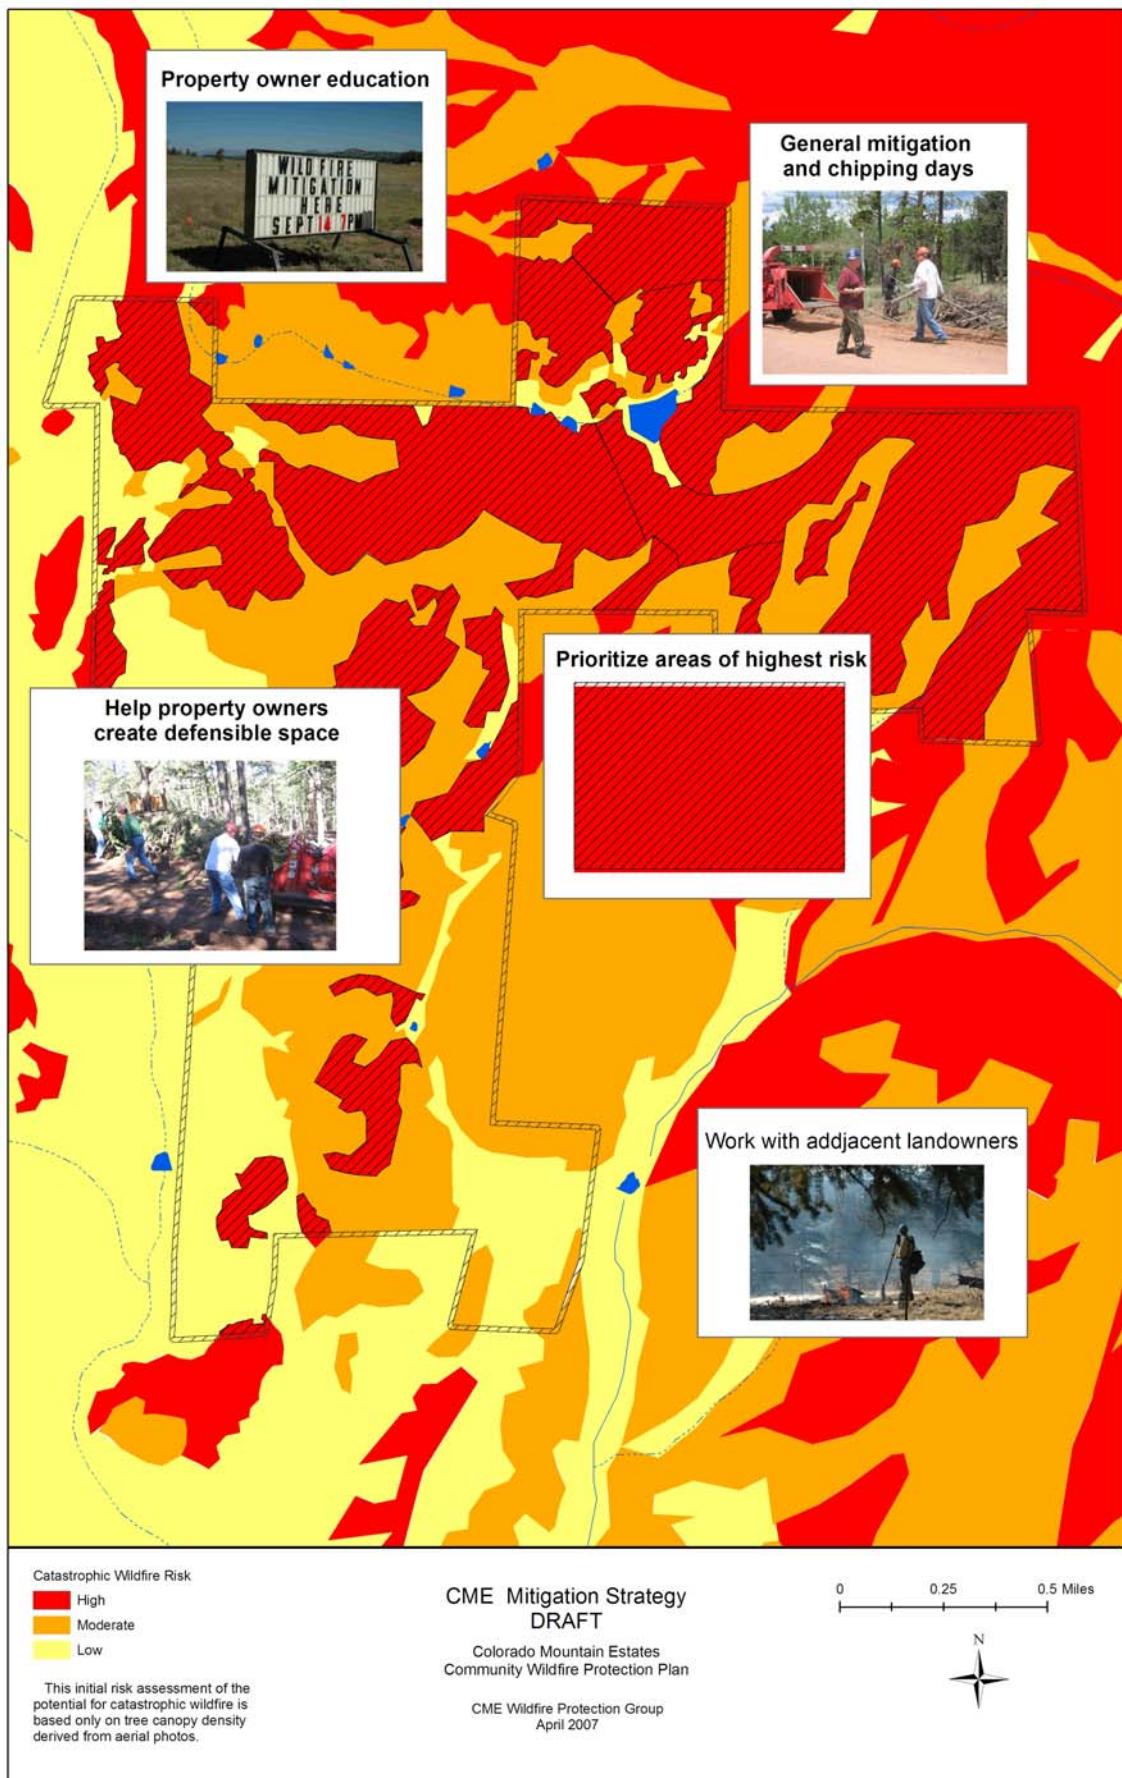 Property owner education
WILDFIRE
MITIGATION
HERE
SEPT 14 7PM
General mitigation
and chipping days
Prioritize areas of highest risk
Help property owners
create defensible space
Work with addjacent landowners
Catastrophic Wildfire Risk
High
Moderate
Low
This initial risk assessment of the
potential for catastrophic wildfire is
based only on tree canopy density
derived from aerial photos.
CME Mitigation Strategy
DRAFT
Colorado Mountain Estates
Community Wildfire Protection Plan
CME Wildfire Protection Group
April 2007
0 0.25 0.5 Miles
N